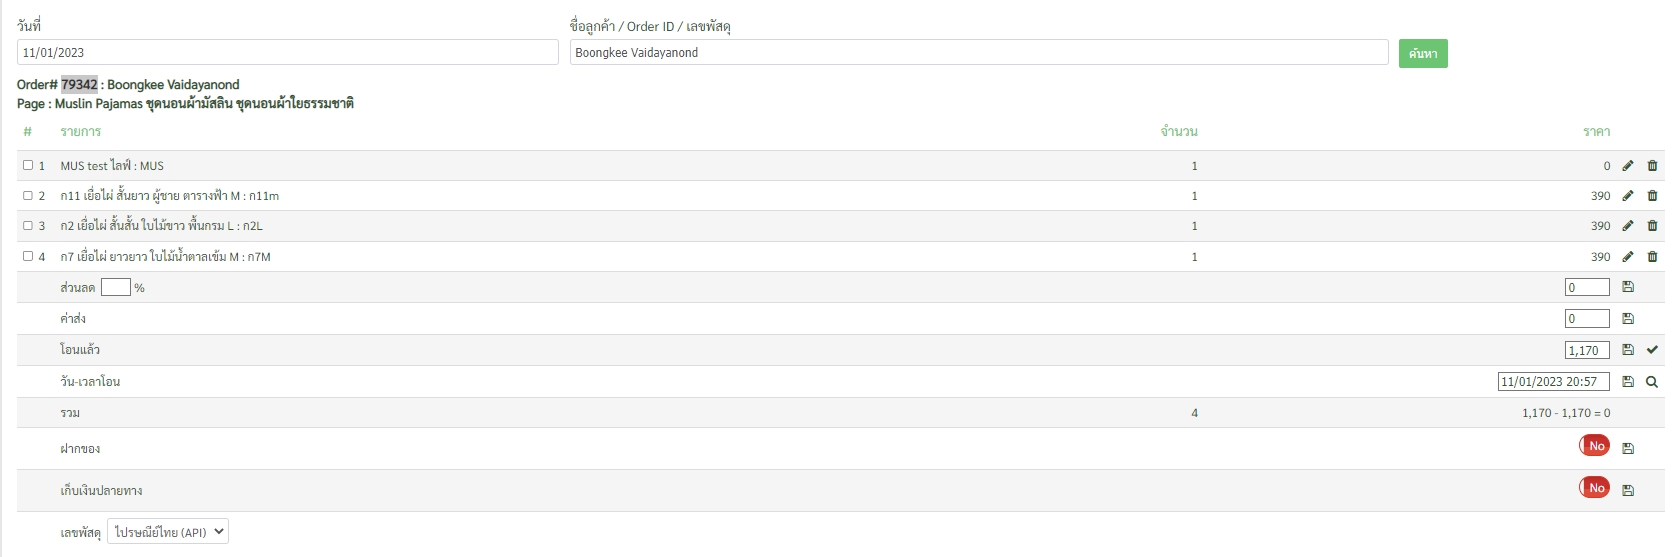 วันที่ ชื่อลูกค้า / Order ID / เลขพัสดุ
11/01/2023 Boongkee Vaidayanond ค้นหา
Order# 79342 : Boongkee Vaidayanond
Page : Muslin Pajamas ชุดนอนผ้ามัสลิน ชุดนอนผ้าใยธรรมชาติ
# รายการ จำนวน ราคา
1 MUS test ไลฟ์ : MUS 1 0
2 ก11 เยื่อไผ่ สั้นยาว ผู้ชาย ตารางฟ้า M : ก11m 1 390
3 ก2 เยื่อไผ่ สั้นสั้น ใบไม้ขาว พื้นกรม L : ก2L 1 390
4 ก7 เยื่อไผ่ ยาวยาว ใบไม้น้ำตาลเข้ม M : ก7M 1 390
ส่วนลด % 0
ค่าส่ง 0
โอนแล้ว 1,170
วัน-เวลาโอน 11/01/2023 20:57
รวม 4 1,170 - 1,170 = 0
ฝากของ No
เก็บเงินปลายทาง No
เลขพัสดุ ไปรษณีย์ไทย (API)